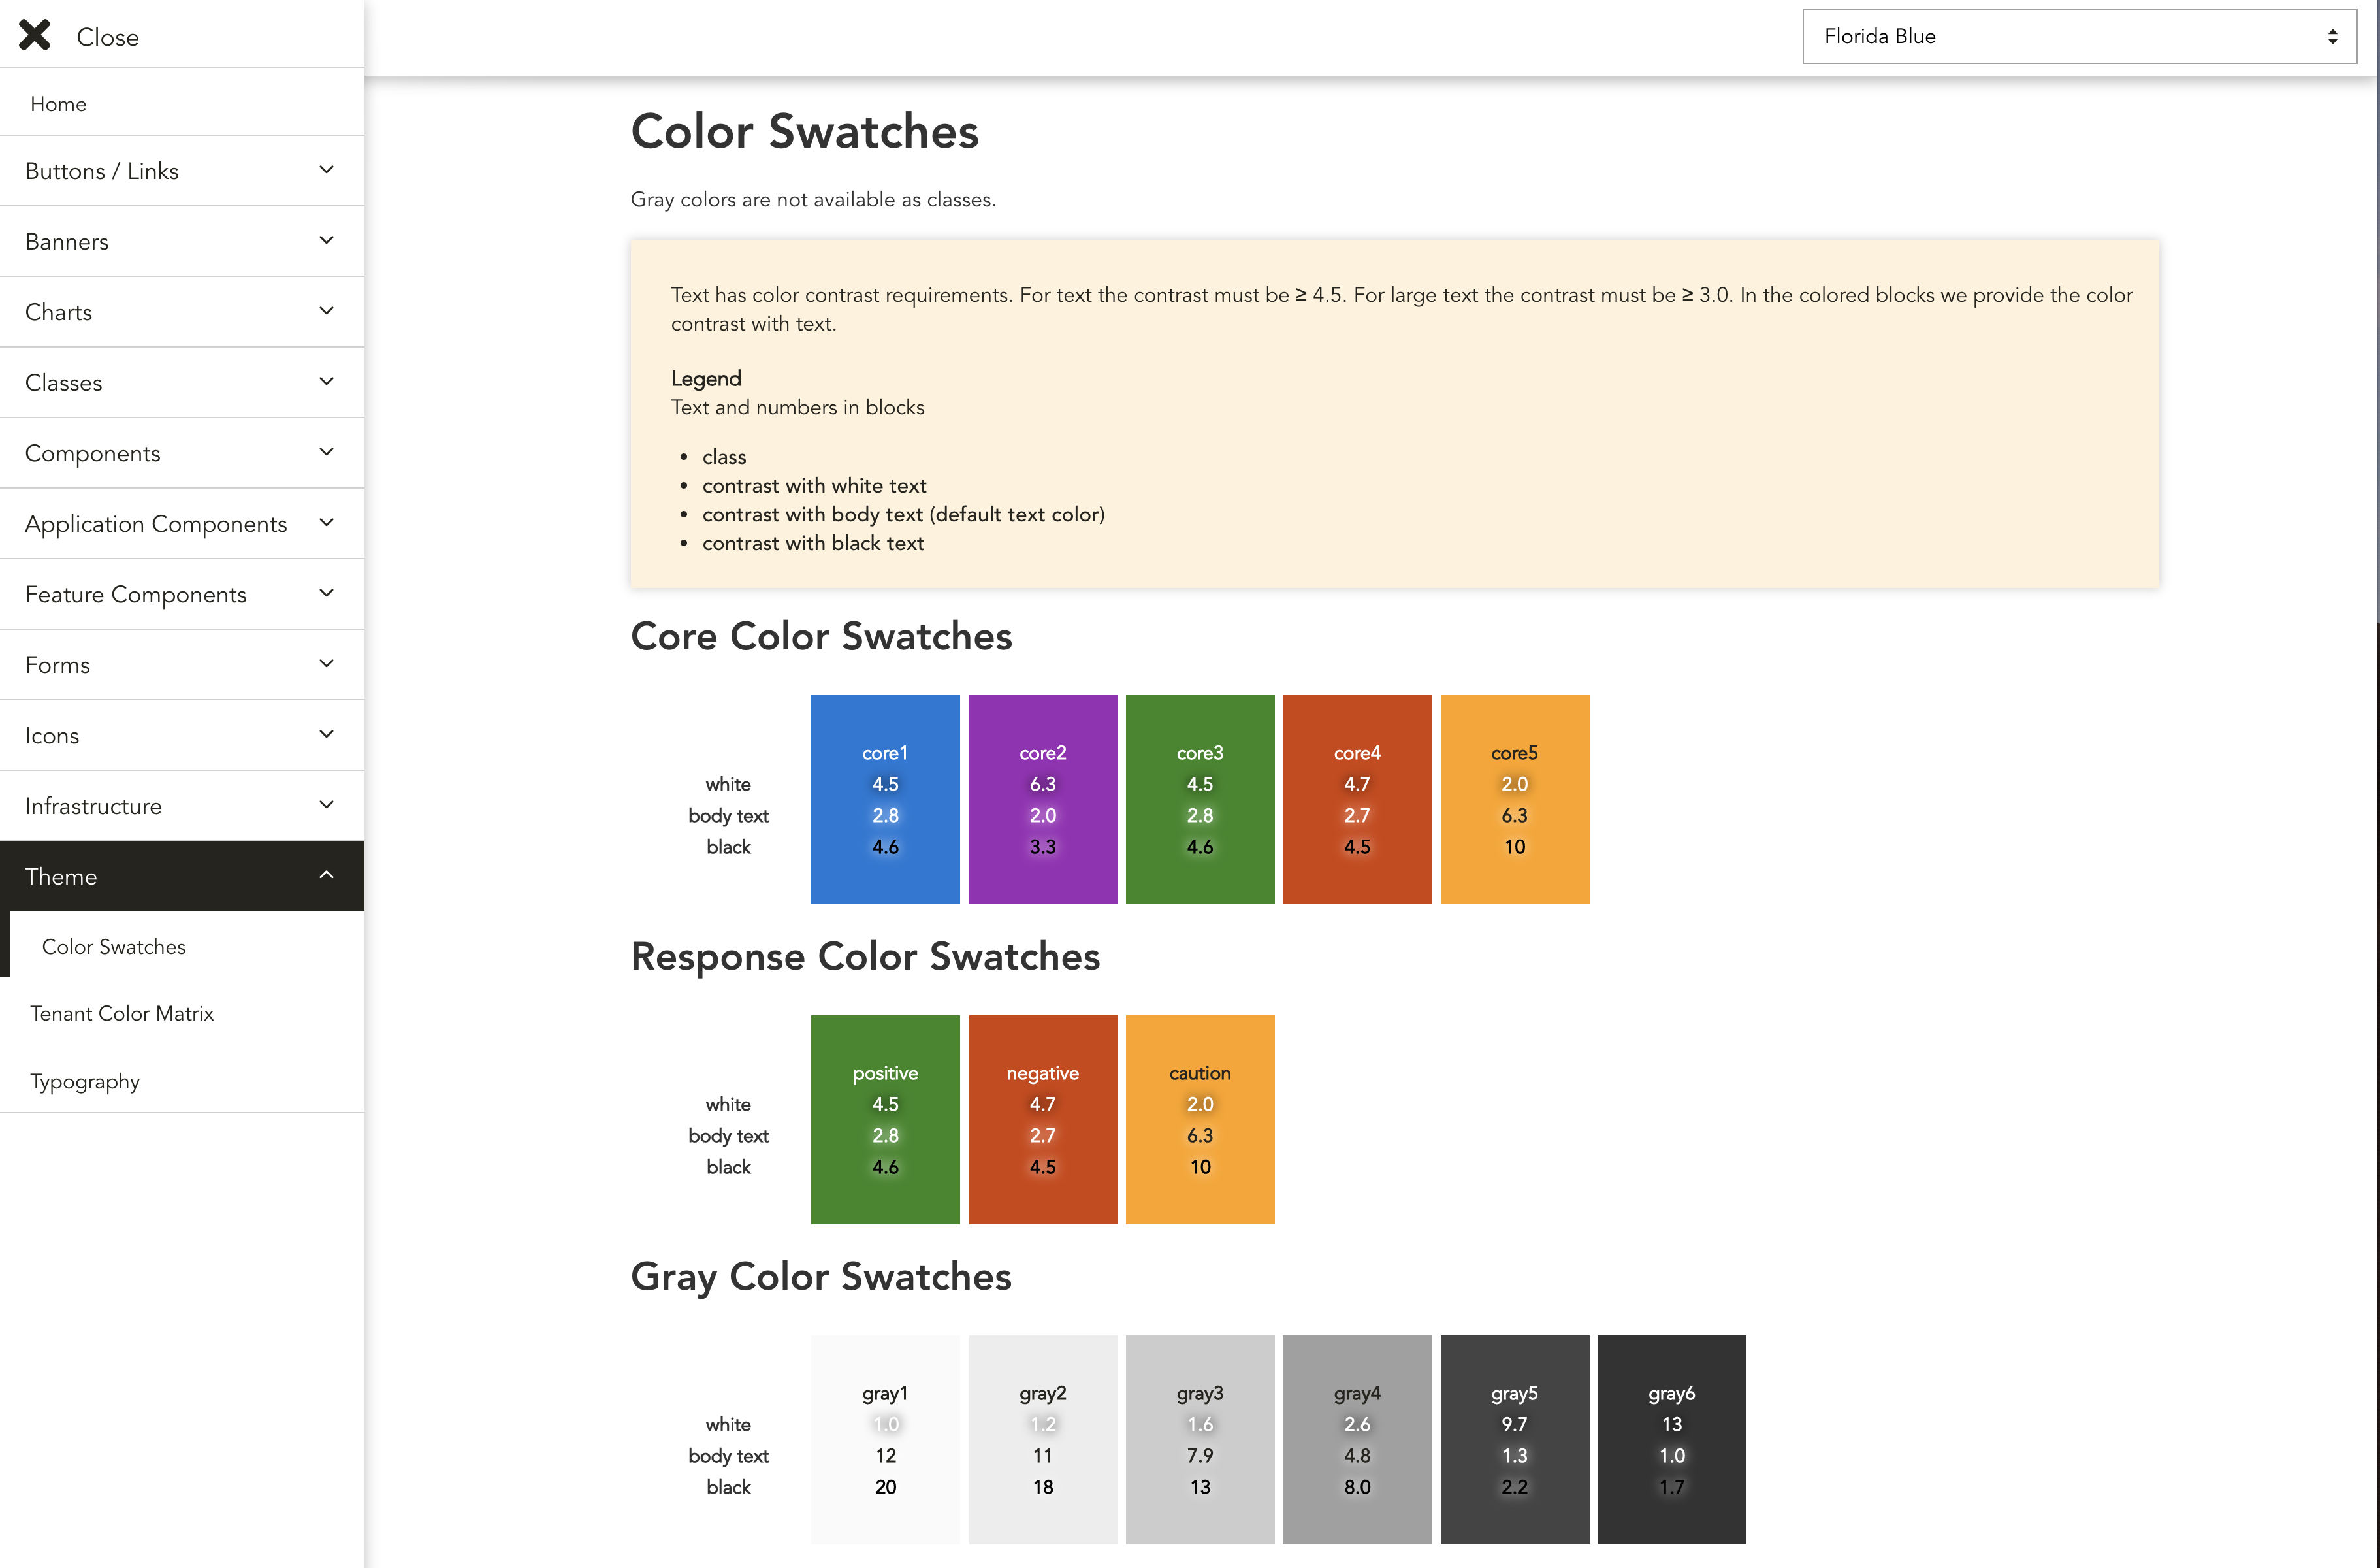 Close
Florida Blue
Home
Buttons / Links
Banners
Charts
Classes
Components
Application Components
Feature Components
Forms
Icons
Infrastructure
Theme
Color Swatches
Tenant Color Matrix
Typography
Color Swatches
Gray colors are not available as classes.
Text has color contrast requirements. For text the contrast must be ≥ 4.5. For large text the contrast must be ≥ 3.0. In the colored blocks we provide the color
contrast with text.
Legend
Text and numbers in blocks
• class
• contrast with white text
• contrast with body text (default text color)
• contrast with black text
Core Color Swatches
core1 core2 core3 core4 core5
white 4.5 6.3 4.5 4.7 2.0
body text 2.8 2.0 2.8 2.7 6.3
black 4.6 3.3 4.6 4.5 10
Response Color Swatches
positive negative caution
white 4.5 4.7 2.0
body text 2.8 2.7 6.3
black 4.6 4.5 10
Gray Color Swatches
gray1 gray2 gray3 gray4 gray5 gray6
white 1.0 1.2 1.6 2.6 9.7 13
body text 12 11 7.9 4.8 1.3 1.0
black 20 18 13 8.0 2.2 1.7